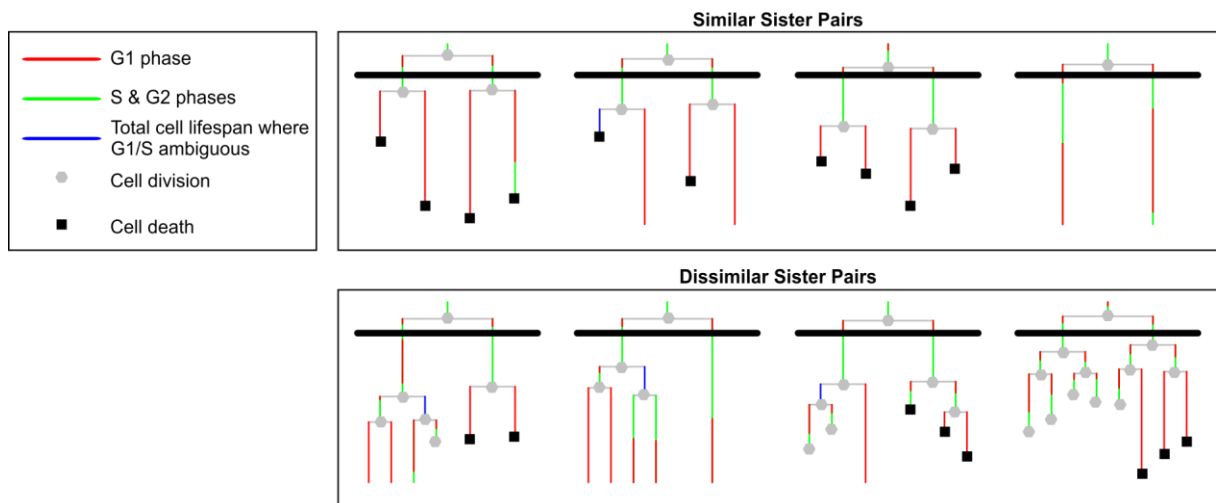 Similar Sister Pairs
G1 phase
S & G2 phases
Total cell lifespan where
G1/S ambiguous
Cell division
Cell death
Dissimilar Sister Pairs